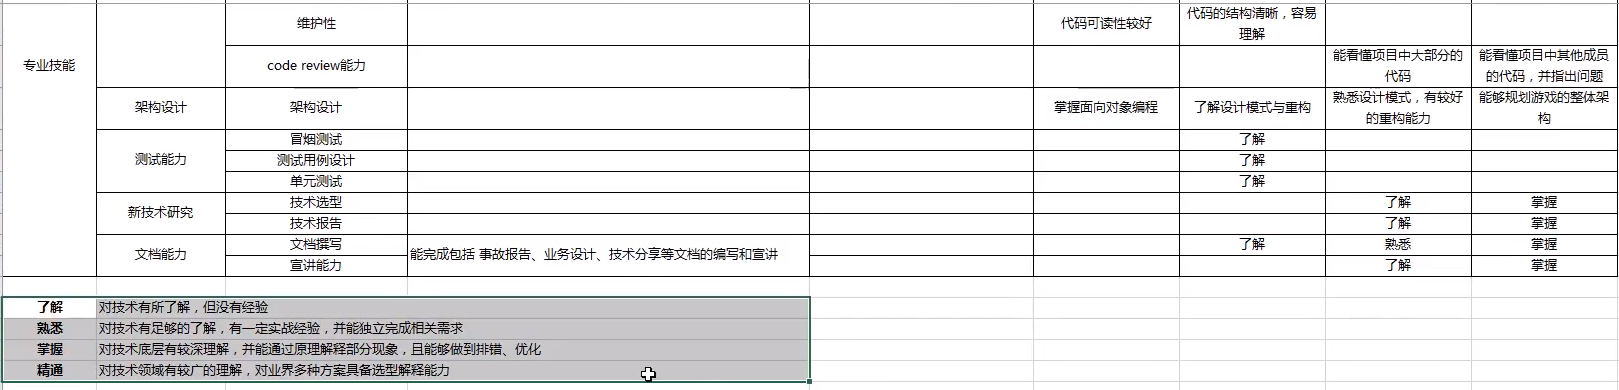 维护性 代码可读性较好 代码的结构清晰，容易
理解
专业技能 code review能力 能看懂项目中大部分的 能看懂项目中其他成员
代码 的代码，并指出问题
架构设计 架构设计 掌握面向对象编程 了解设计模式与重构 熟悉设计模式，有较好 能够规划游戏的整体架
的重构能力 构
测试能力 冒烟测试 了解
测试用例设计 了解
单元测试 了解
新技术研究 技术选型 了解 掌握
技术报告 了解 掌握
文档能力 文档撰写 能完成包括 事故报告、业务设计、技术分享等文档的编写和宣讲 了解 熟悉 掌握
宣讲能力 了解 掌握
了解 对技术有所了解，但没有经验
熟悉 对技术有足够的了解，有一定实战经验，并能独立完成相关需求
掌握 对技术底层有较深理解，并能通过原理解释部分现象，且能够做到排错、优化
精通 对技术领域有较广的理解，对业界多种方案具备选型解释能力